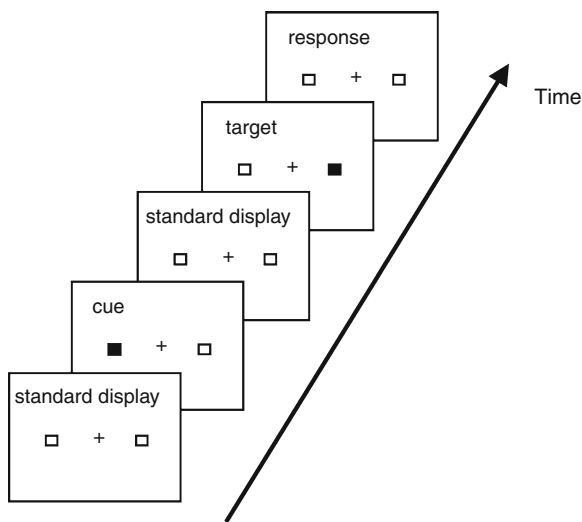 response
+
Time
target
+
standard display
+
cue
+
standard display
+